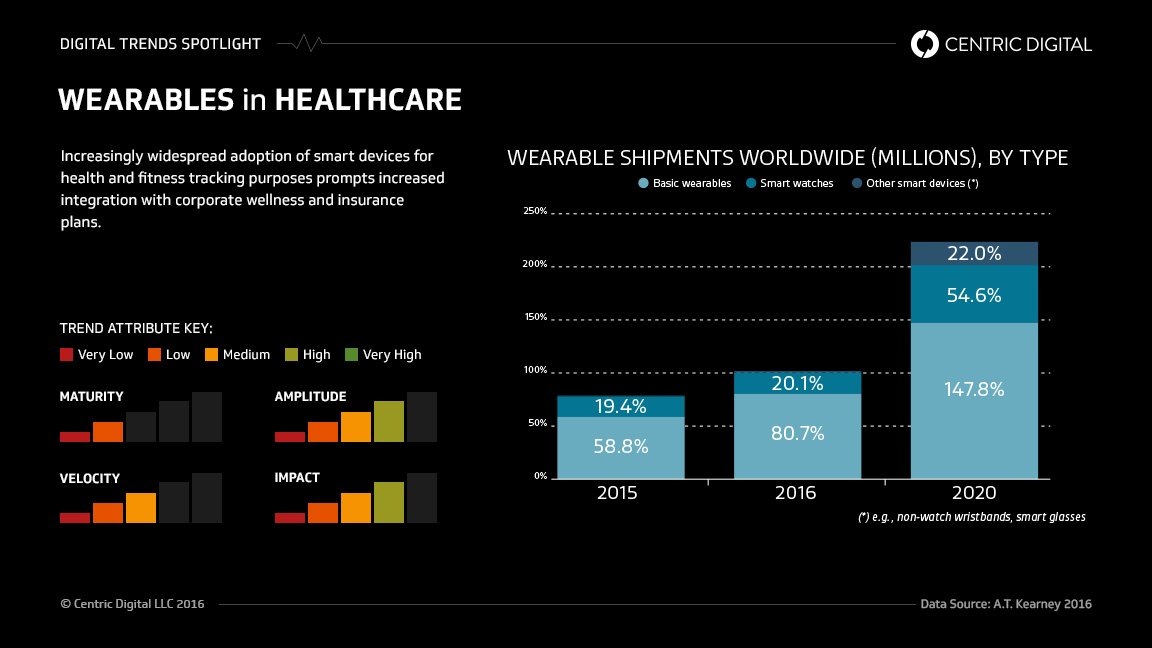 DIGITAL TRENDS SPOTLIGHT
CENTRIC DIGITAL
WEARABLES in HEALTHCARE
Increasingly widespread adoption of smart devices for
health and fitness tracking purposes prompts increased
integration with corporate wellness and insurance
plans.
TREND ATTRIBUTE KEY:
Very Low Low Medium High Very High
MATURITY
AMPLITUDE
VELOCITY
IMPACT
WEARABLE SHIPMENTS WORLDWIDE (MILLIONS), BY TYPE
Basic wearables Smart watches Other smart devices (*)
250%
200%
150%
100%
50%
0%
19.4%
58.8%
20.1%
80.7%
22.0%
54.6%
147.8%
2015 2016 2020
(*) e.g., non-watch wristbands, smart glasses
© Centric Digital LLC 2016
Data Source: A.T. Kearney 2016